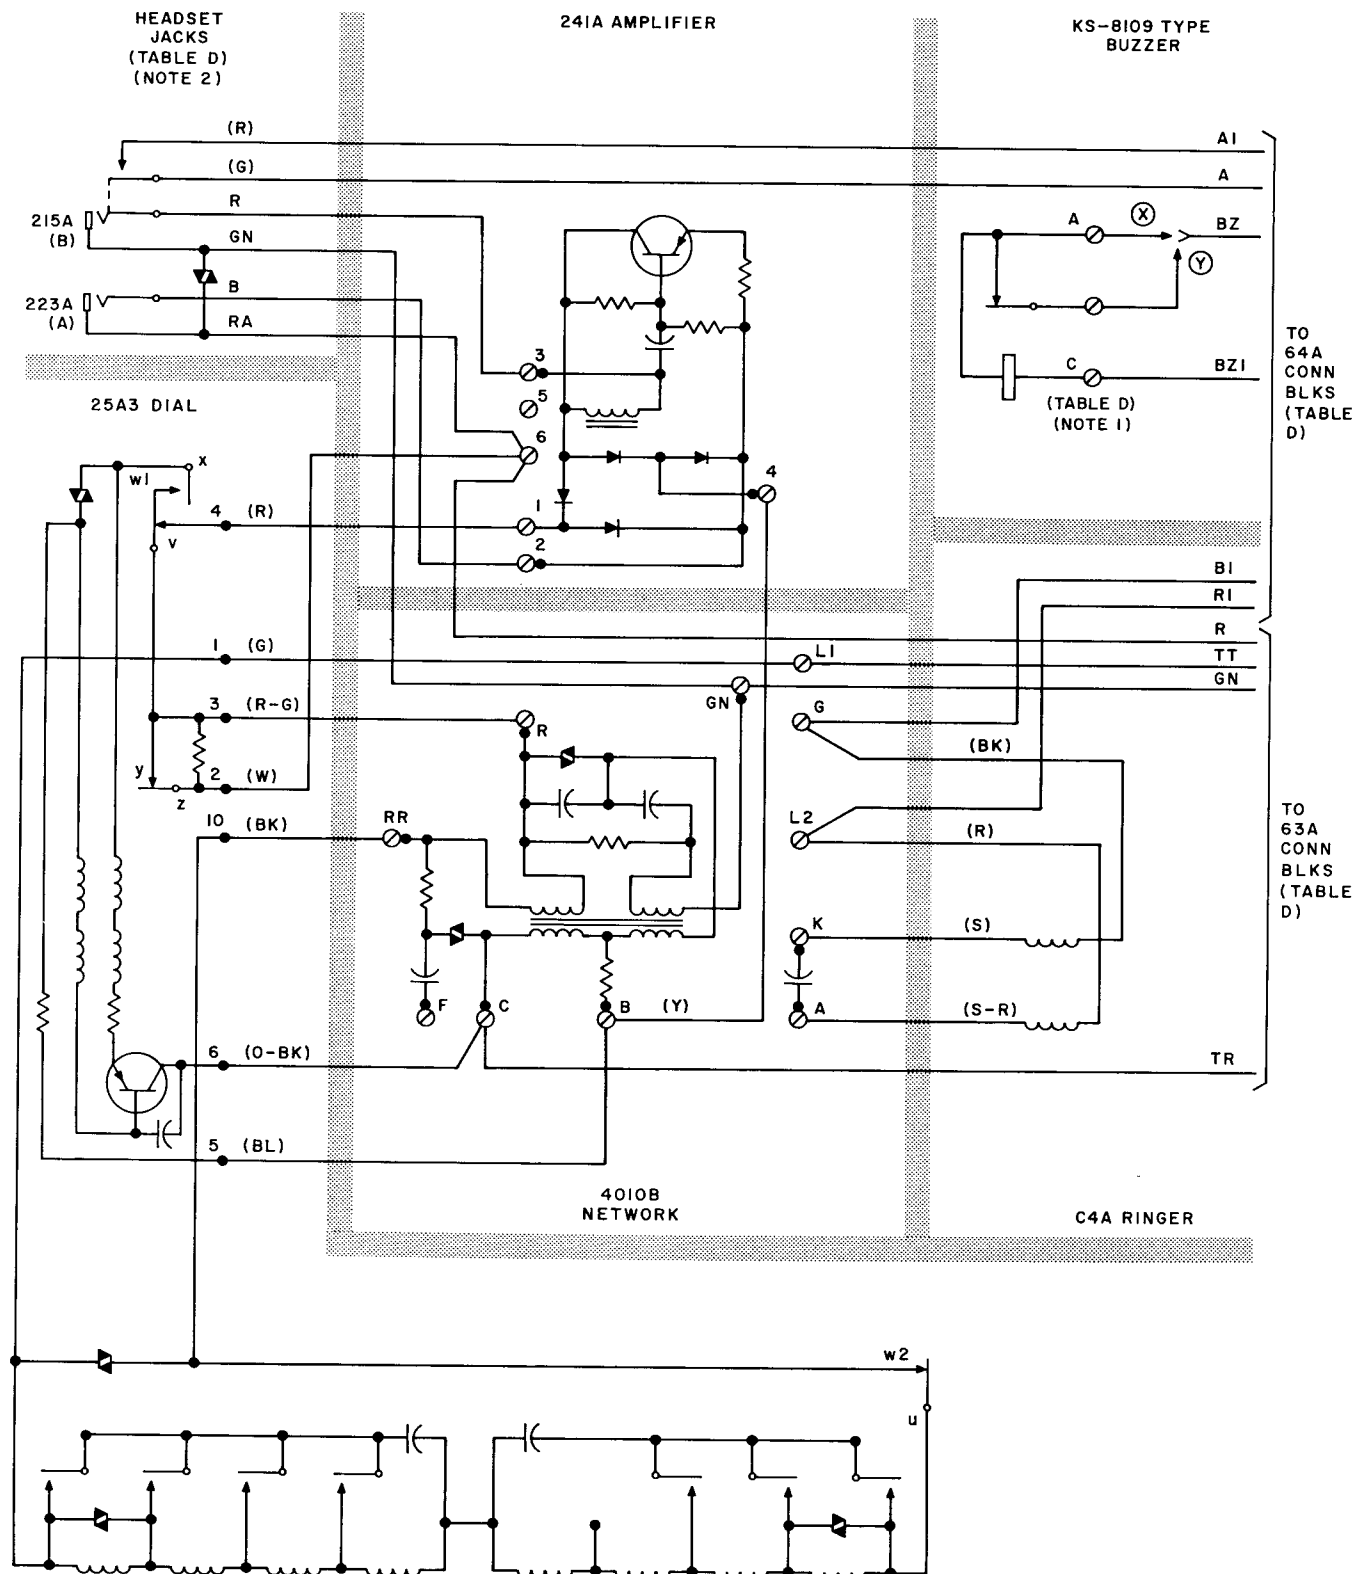 HEADSET
JACKS
(TABLE D)
(NOTE 2)
241A AMPLIFIER
KS-8109 TYPE
BUZZER
(R)
A1
(G)
A
R
215A
(B)
GN
B
223A
(A)
RA
A
X
BZ
Y
3
5
6
4
1
2
C
BZ1
(TABLE D)
(NOTE 1)
TO
64A
CONN
BLKS
(TABLE
D)
25A3 DIAL
x
w1
4
(R)
v
B1
R1
R
1
(G)
L1
TT
GN
GN
3
(R-G)
R
G
(BK)
y
z
2
(W)
10
(BK)
RR
L2
(R)
TO
63A
CONN
BLKS
(TABLE
D)
K
(S)
F
C
B
(Y)
A
(S-R)
6
(O-BK)
TR
5
(BL)
4010B
NETWORK
C4A RINGER
w2
u